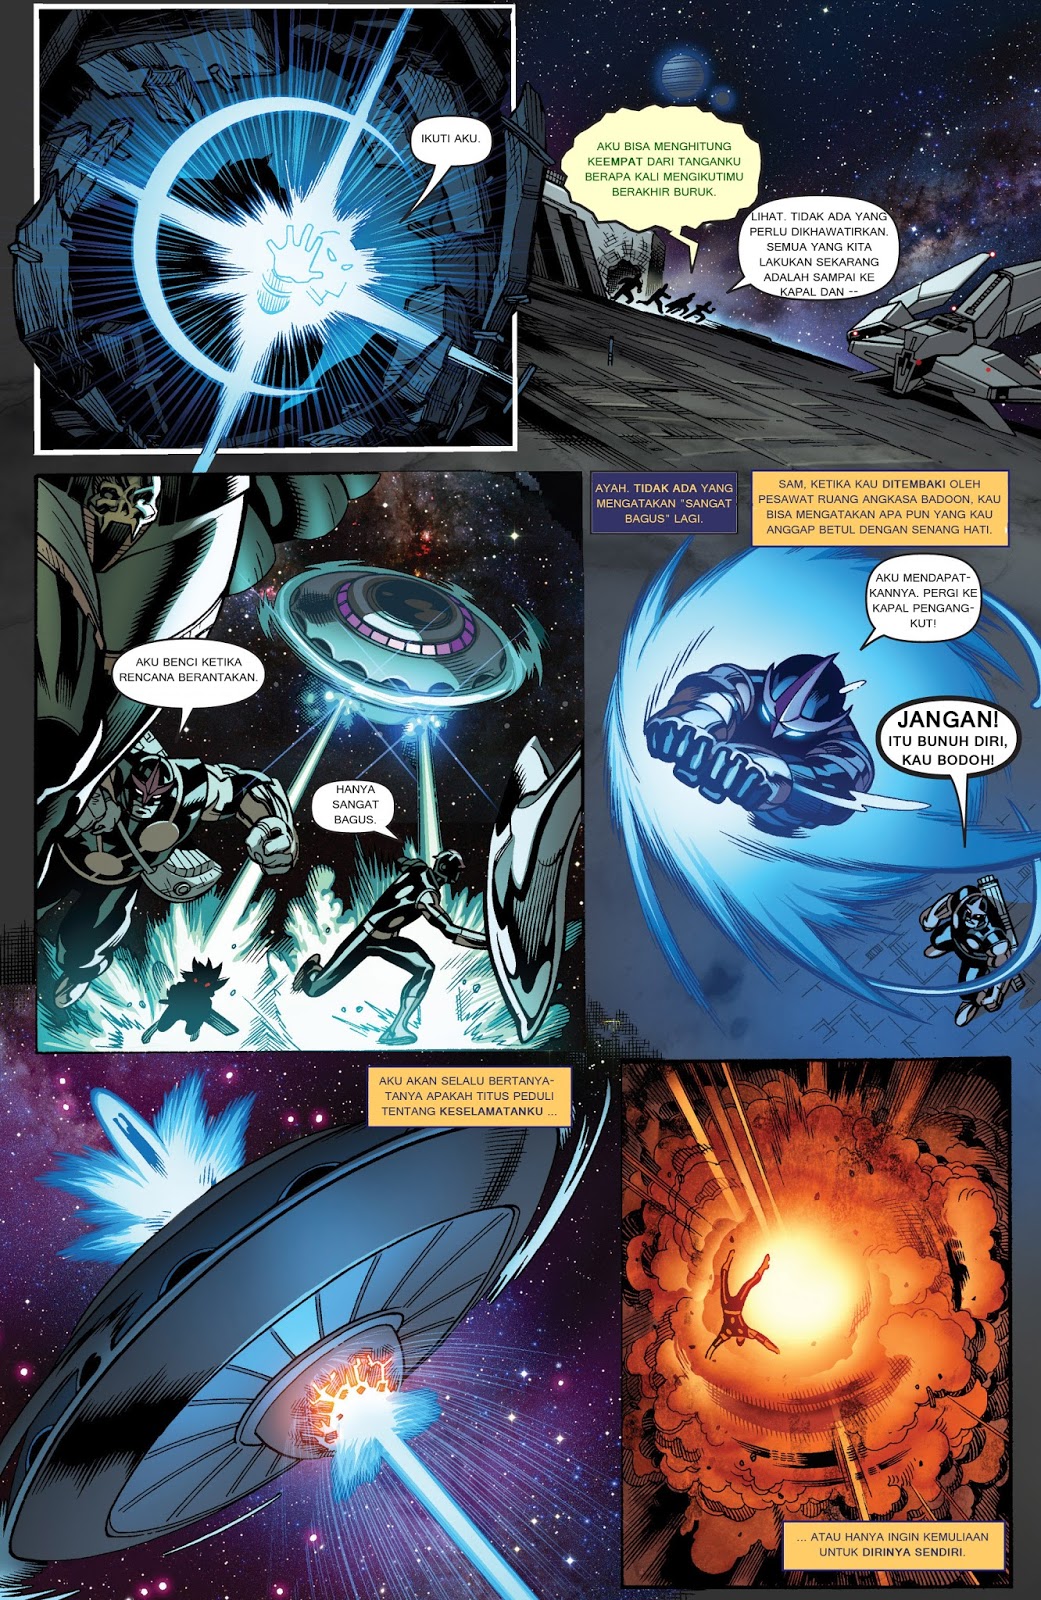 IKUTI AKU.
AKU BISA MENGHITUNG
KEEMPAT DARI TANGANKU
BERAPA KALI MENGIKUTIMU
BERAKHIR BURUK.
LIHAT. TIDAK ADA YANG
PERLU DIKHAWATIRKAN.
SEMUA YANG KITA
LAKUKAN SEKARANG
ADALAH SAMPAI KE
KAPAL DAN --
AKU BENCI KETIKA
RENCANA BERANTAKAN.
HANYA
SANGAT
BAGUS.
AYAH. TIDAK ADA YANG
MENGATAKAN "SANGAT
BAGUS" LAGI.
SAM, KETIKA KAU DITEMBAKI OLEH
PESAWAT RUANG ANGKASA BADOON, KAU
BISA MENGATAKAN APA PUN YANG KAU
ANGGAP BETUL DENGAN SENANG HATI.
AKU MENDAPAT-
KANNYA. PERGI KE
KAPAL PENGANG-
KUT!
JANGAN!
ITU BUNUH DIRI,
KAU BODOH!
AKU AKAN SELALU BERTANYA-
TANYA APAKAH TITUS PEDULI
TENTANG KESELAMATANKU ...
... ATAU HANYA INGIN KEMULIAAN
UNTUK DIRINYA SENDIRI.